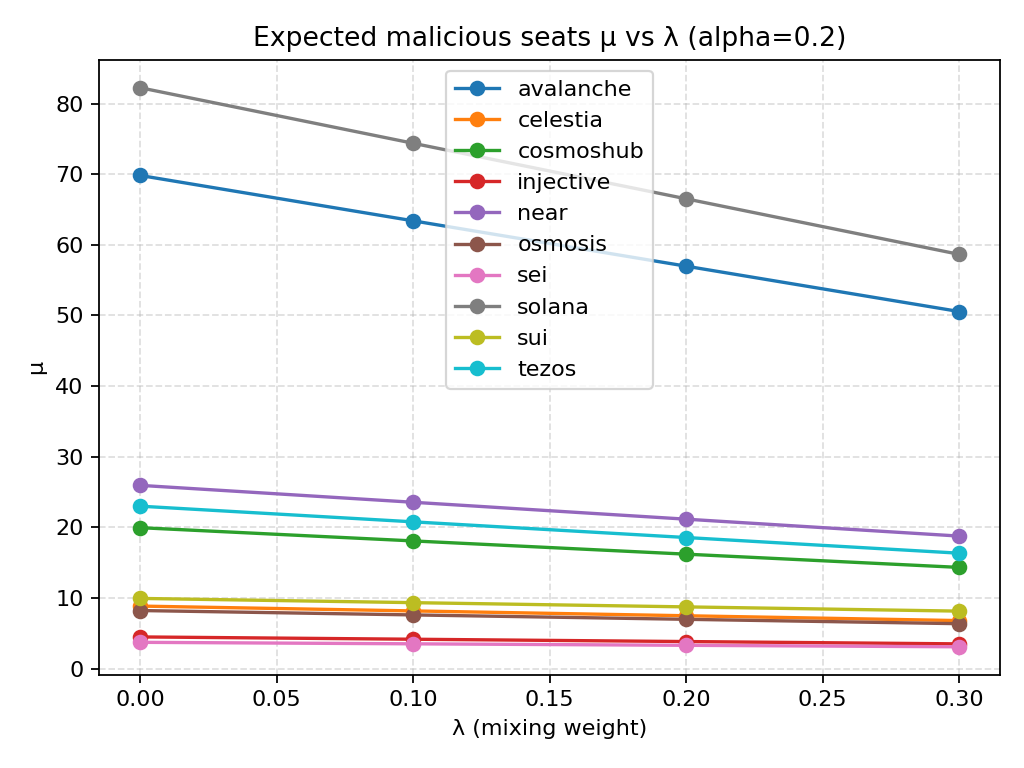 Expected malicious seats μ vs λ (alpha=0.2)
avalanche
celestia
cosmoshub
injective
near
osmosis
sei
solana
sui
tezos
μ
80
70
60
50
40
30
20
10
0
0.00 0.05 0.10 0.15 0.20 0.25 0.30
λ (mixing weight)